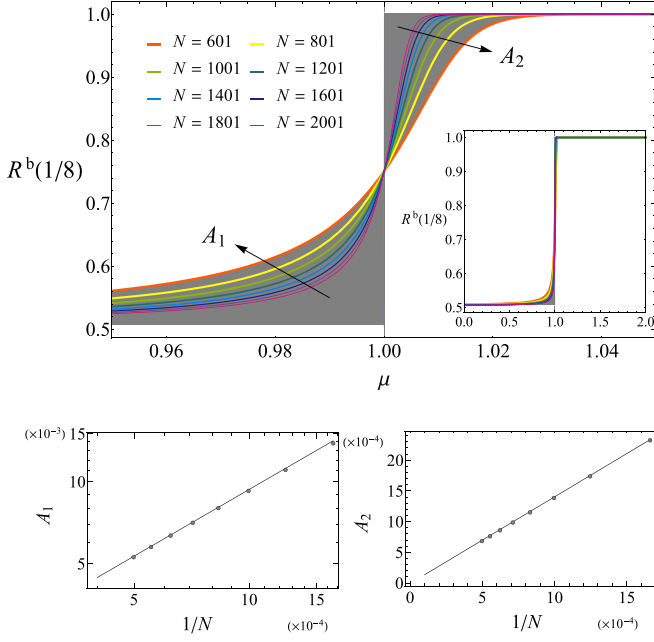 1.0
0.9
0.8
0.7
0.6
0.5
R^b(1/8)
N = 601
N = 801
N = 1001
N = 1201
N = 1401
N = 1601
N = 1801
N = 2001
A_2
A_1
1.0
0.9
0.8
0.7
0.6
0.5
R^b(1/8)
0.0 0.5 1.0 1.5 2.0
0.96 0.98 1.00 1.02 1.04
μ
(×10^-3)
15
10
5
A_1
5 10 15
1/N (×10^-4)
(×10^-4)
20
15
10
5
0
A_2
0 5 10 15
1/N (×10^-4)